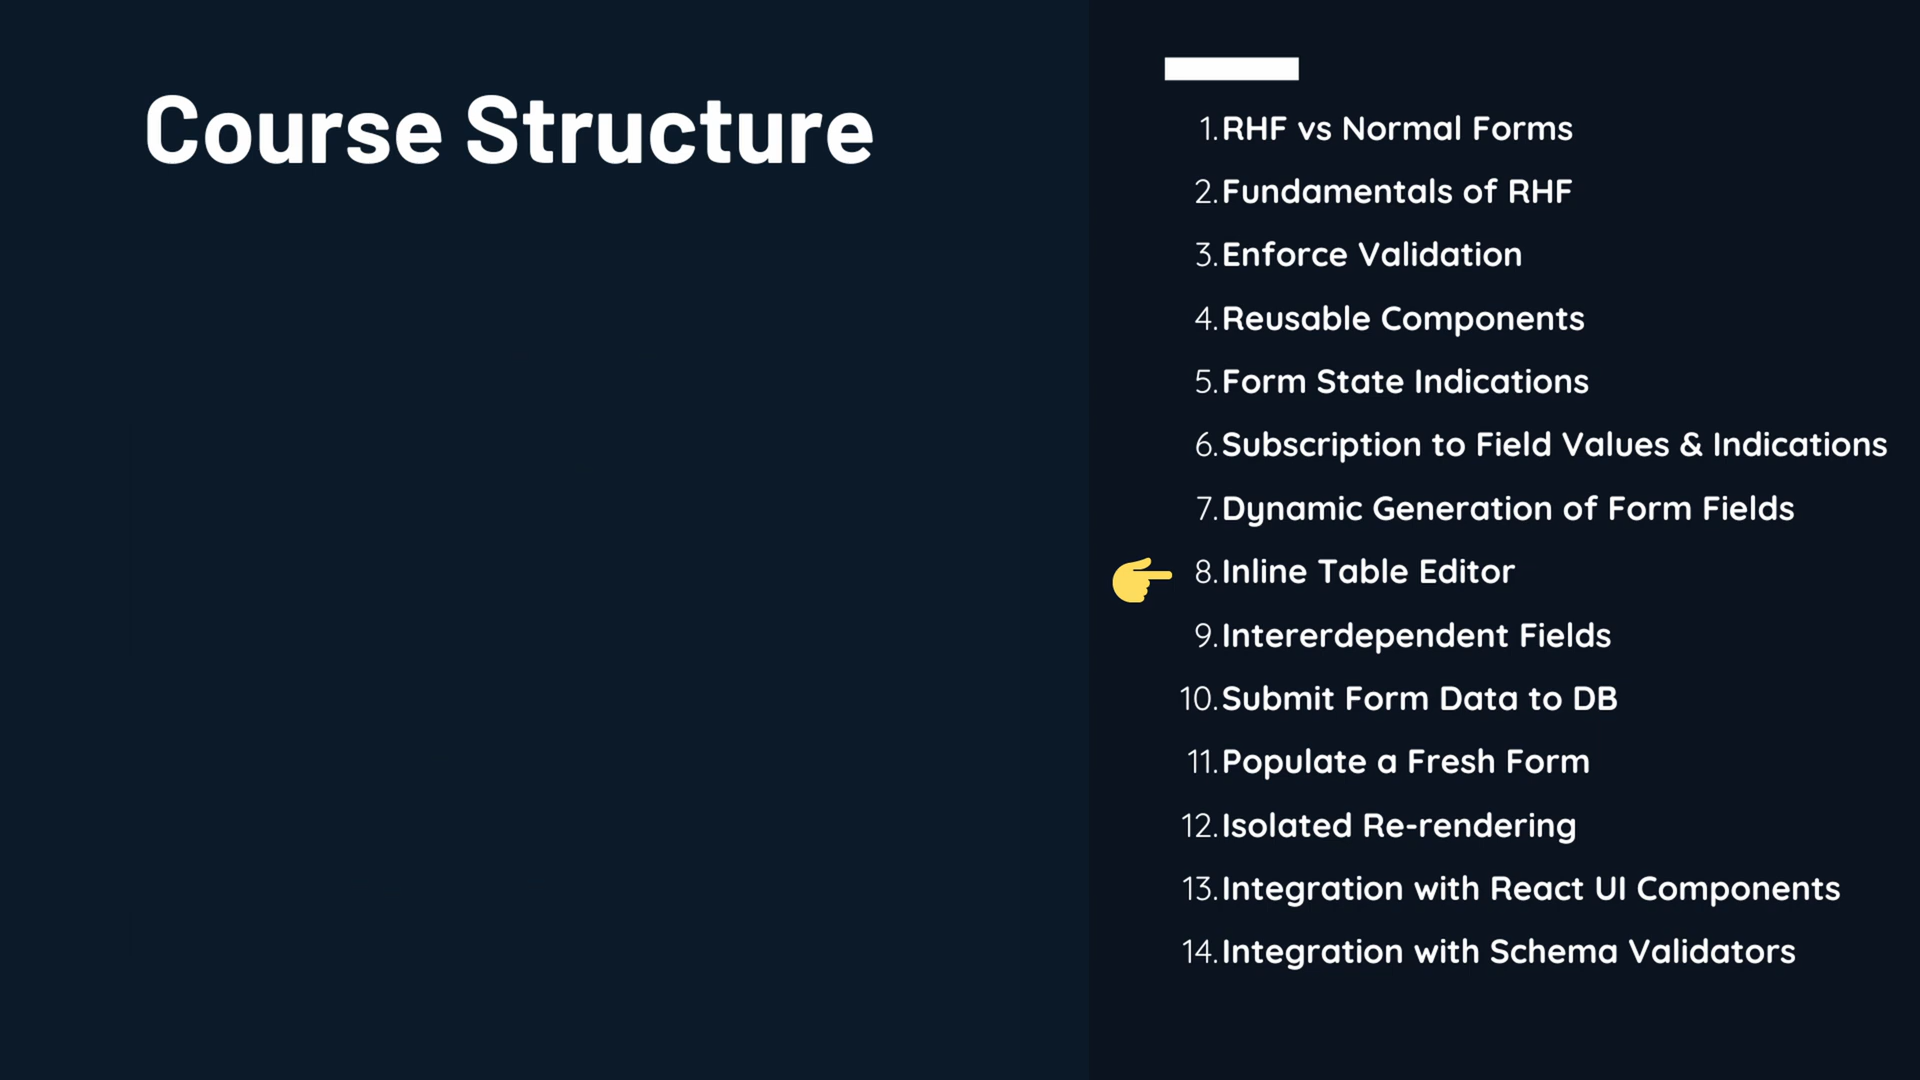 Course Structure
1. RHF vs Normal Forms
2. Fundamentals of RHF
3. Enforce Validation
4. Reusable Components
5. Form State Indications
6. Subscription to Field Values & Indications
7. Dynamic Generation of Form Fields
8. Inline Table Editor
9. Intererdependent Fields
10. Submit Form Data to DB
11. Populate a Fresh Form
12. Isolated Re-rendering
13. Integration with React UI Components
14. Integration with Schema Validators